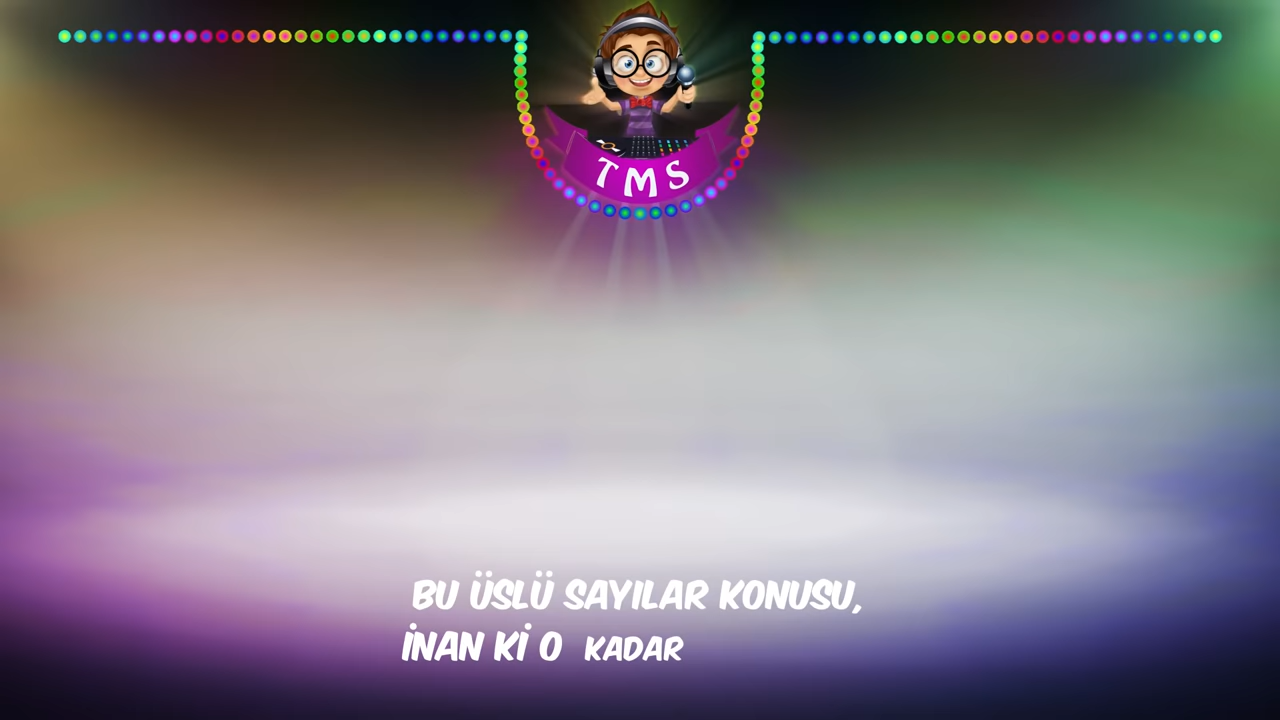 TMS
BU ÜSLÜ SAYILAR KONUSU,
İNAN Kİ O KADAR